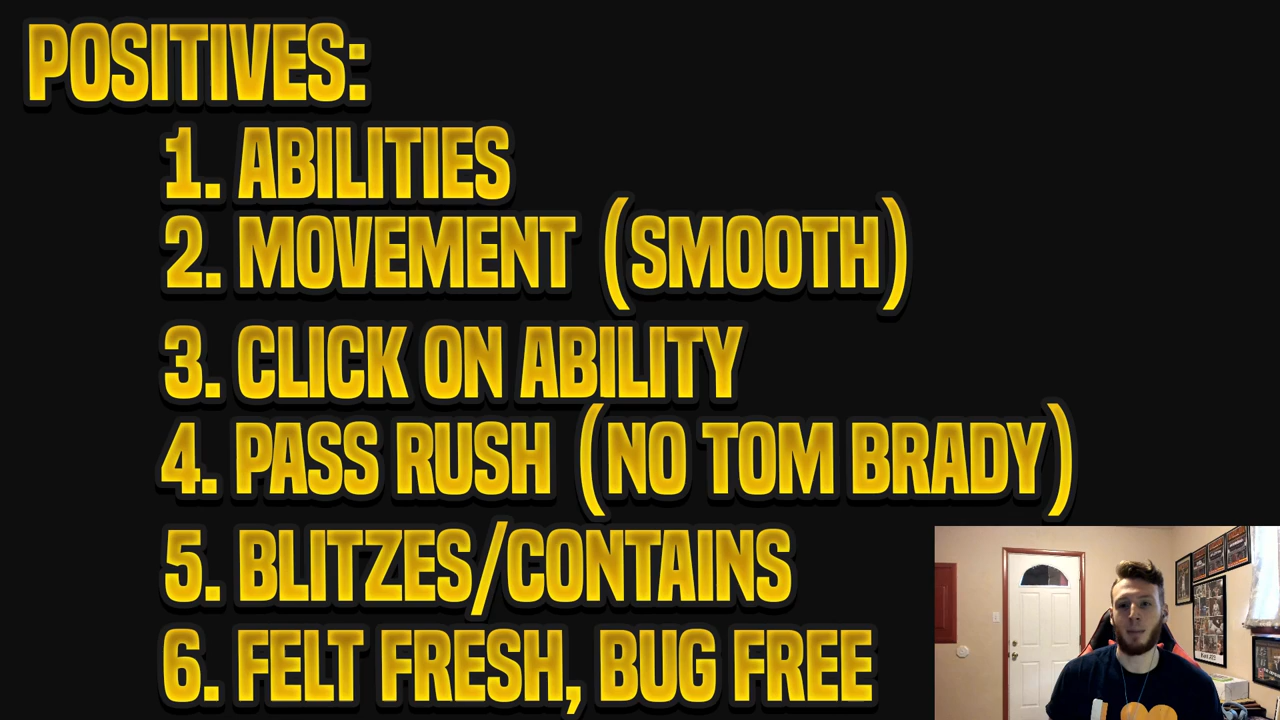 POSITIVES:
1. ABILITIES
2. MOVEMENT (SMOOTH)
3. CLICK ON ABILITY
4. PASS RUSH (NO TOM BRADY)
5. BLITZES/CONTAINS
6. FELT FRESH, BUG FREE